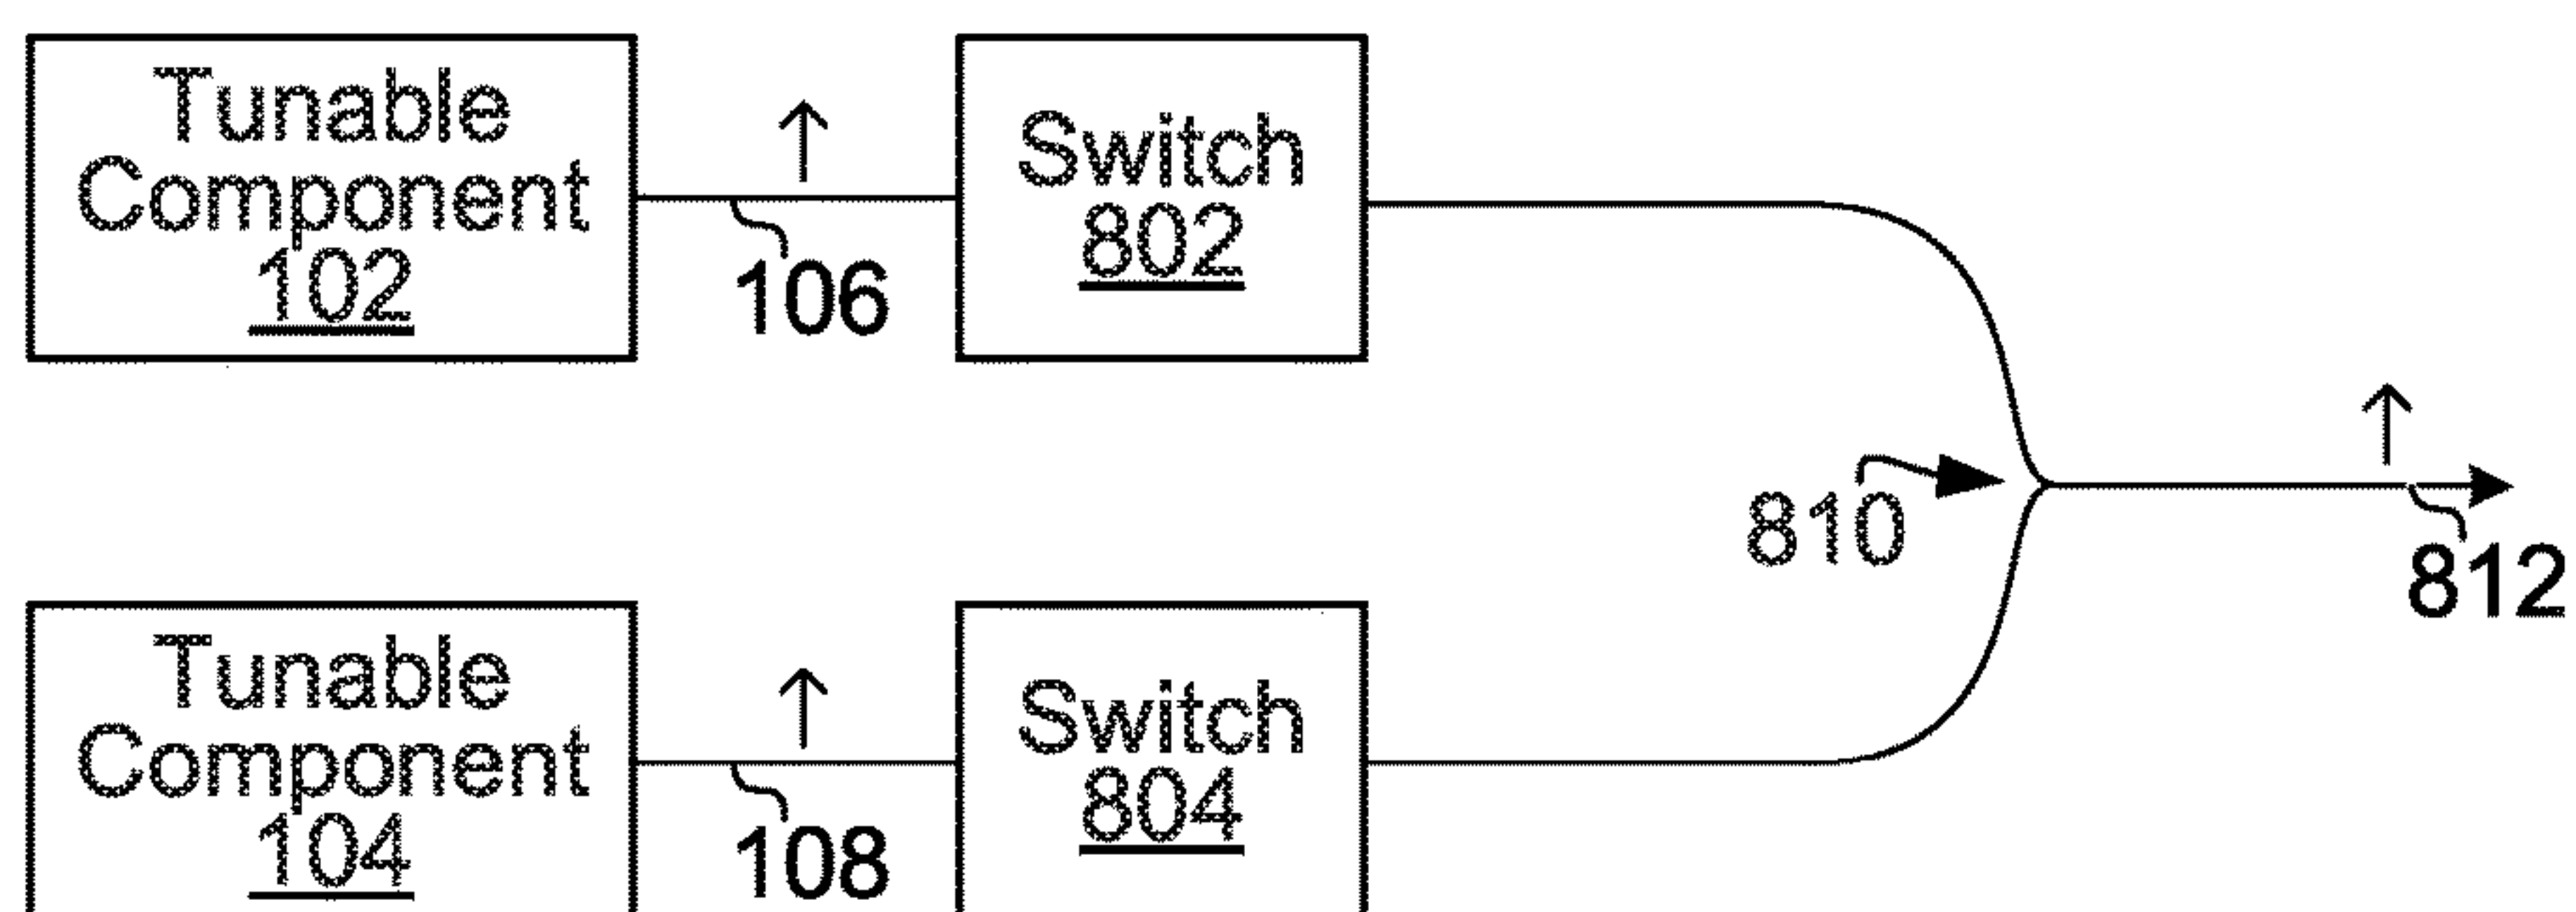 Tunable
Component
102
106
Switch
802
810
812
Tunable
Component
104
108
Switch
804